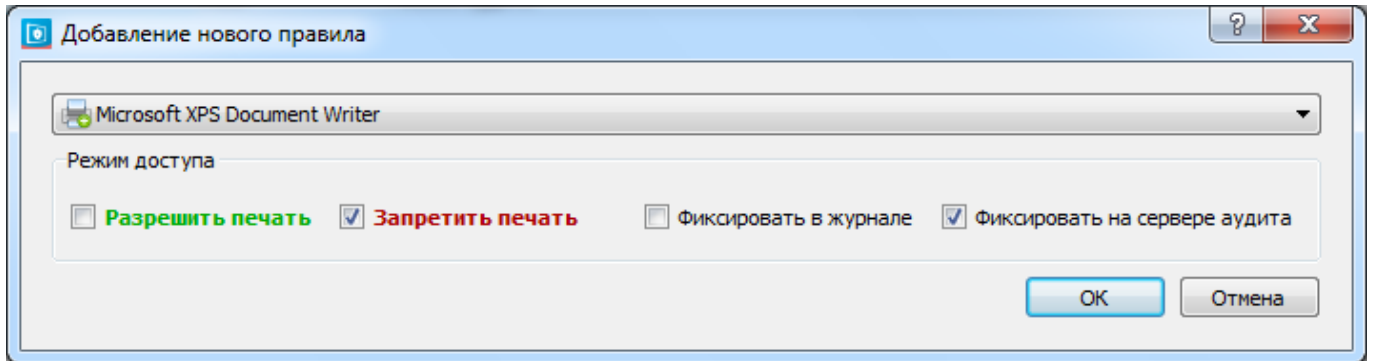 Добавление нового правила
Microsoft XPS Document Writer
Режим доступа
Разрешить печать Запретить печать Фиксировать в журнале Фиксировать на сервере аудита
ОК Отмена